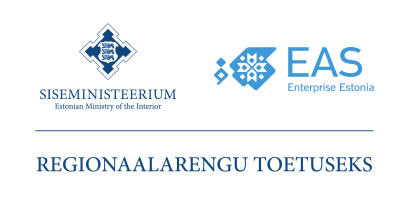 SISEMINISTEERIUM
Estonian Ministry of the Interior
EAS
Enterprise Estonia
REGIONAALARENGU TOETUSEKS